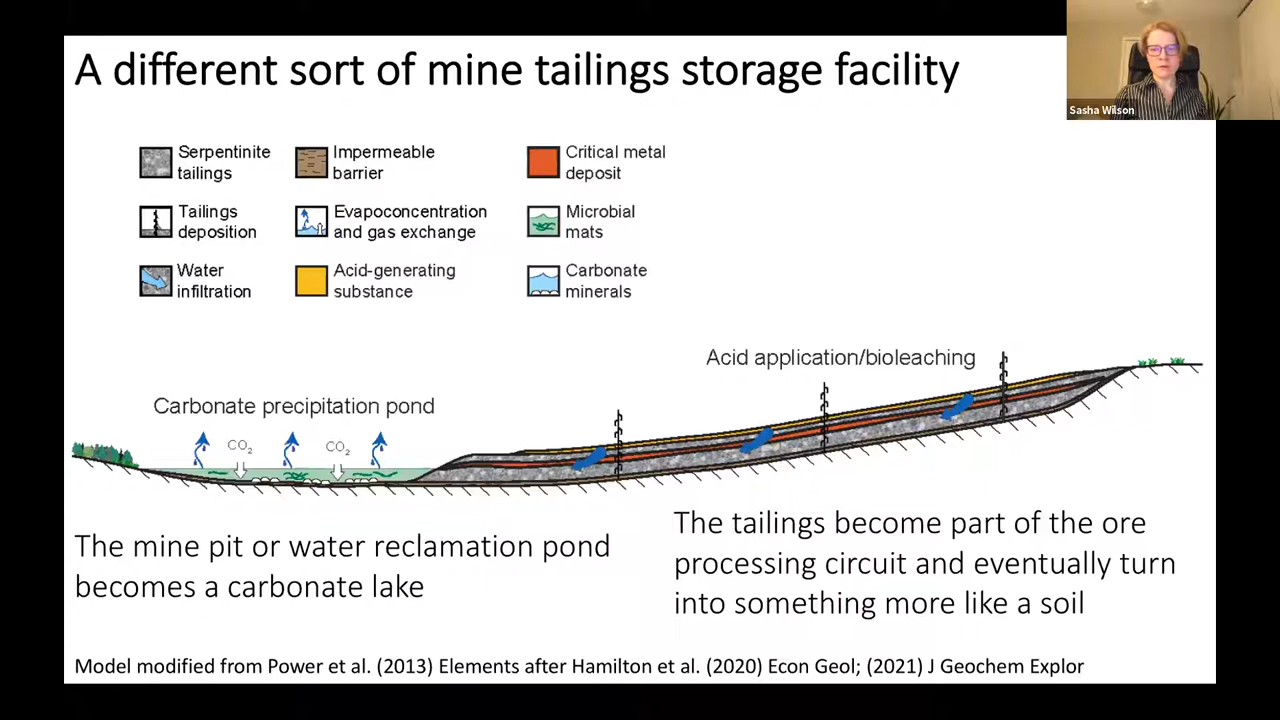 A different sort of mine tailings storage facility
Sasha Wilson
Serpentinite
tailings
Impermeable
barrier
Critical metal
deposit
Tailings
deposition
Evapoconcentration
and gas exchange
Microbial
mats
Water
infiltration
Acid-generating
substance
Carbonate
minerals
Acid application/bioleaching
Carbonate precipitation pond
CO₂
CO₂
The mine pit or water reclamation pond
becomes a carbonate lake
The tailings become part of the ore
processing circuit and eventually turn
into something more like a soil
Model modified from Power et al. (2013) Elements after Hamilton et al. (2020) Econ Geol; (2021) J Geochem Explor